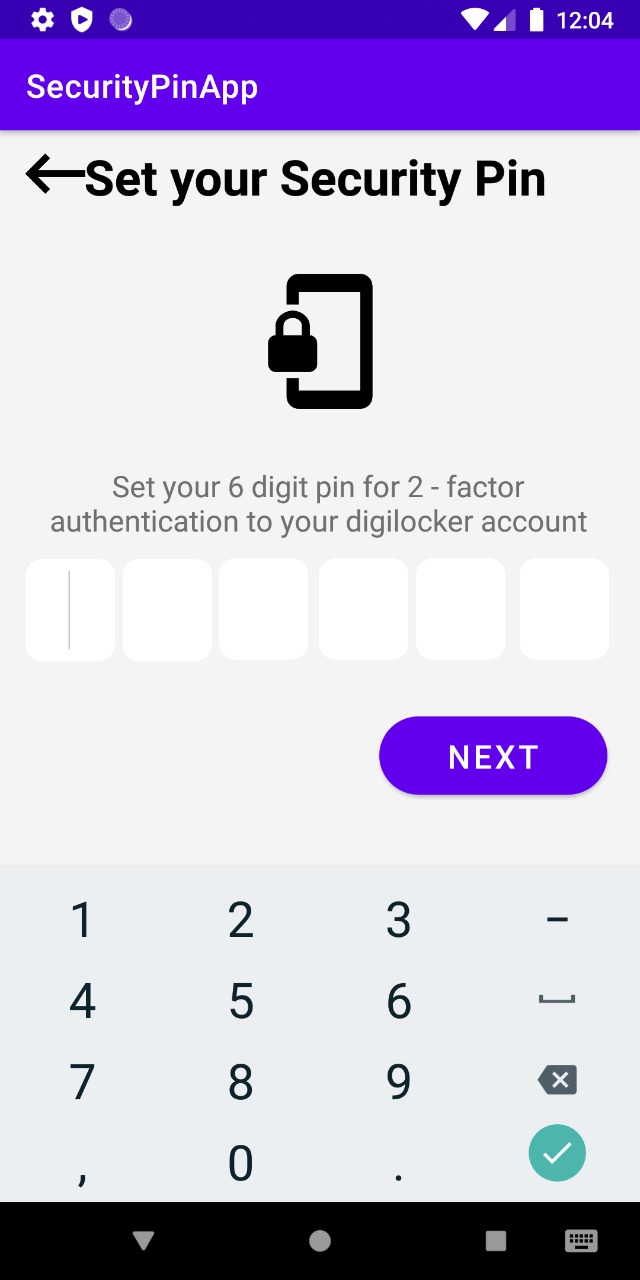 12:04
SecurityPinApp
Set your Security Pin
Set your 6 digit pin for 2 - factor
authentication to your digilocker account
NEXT
1 2 3 –
4 5 6
7 8 9
, 0 .